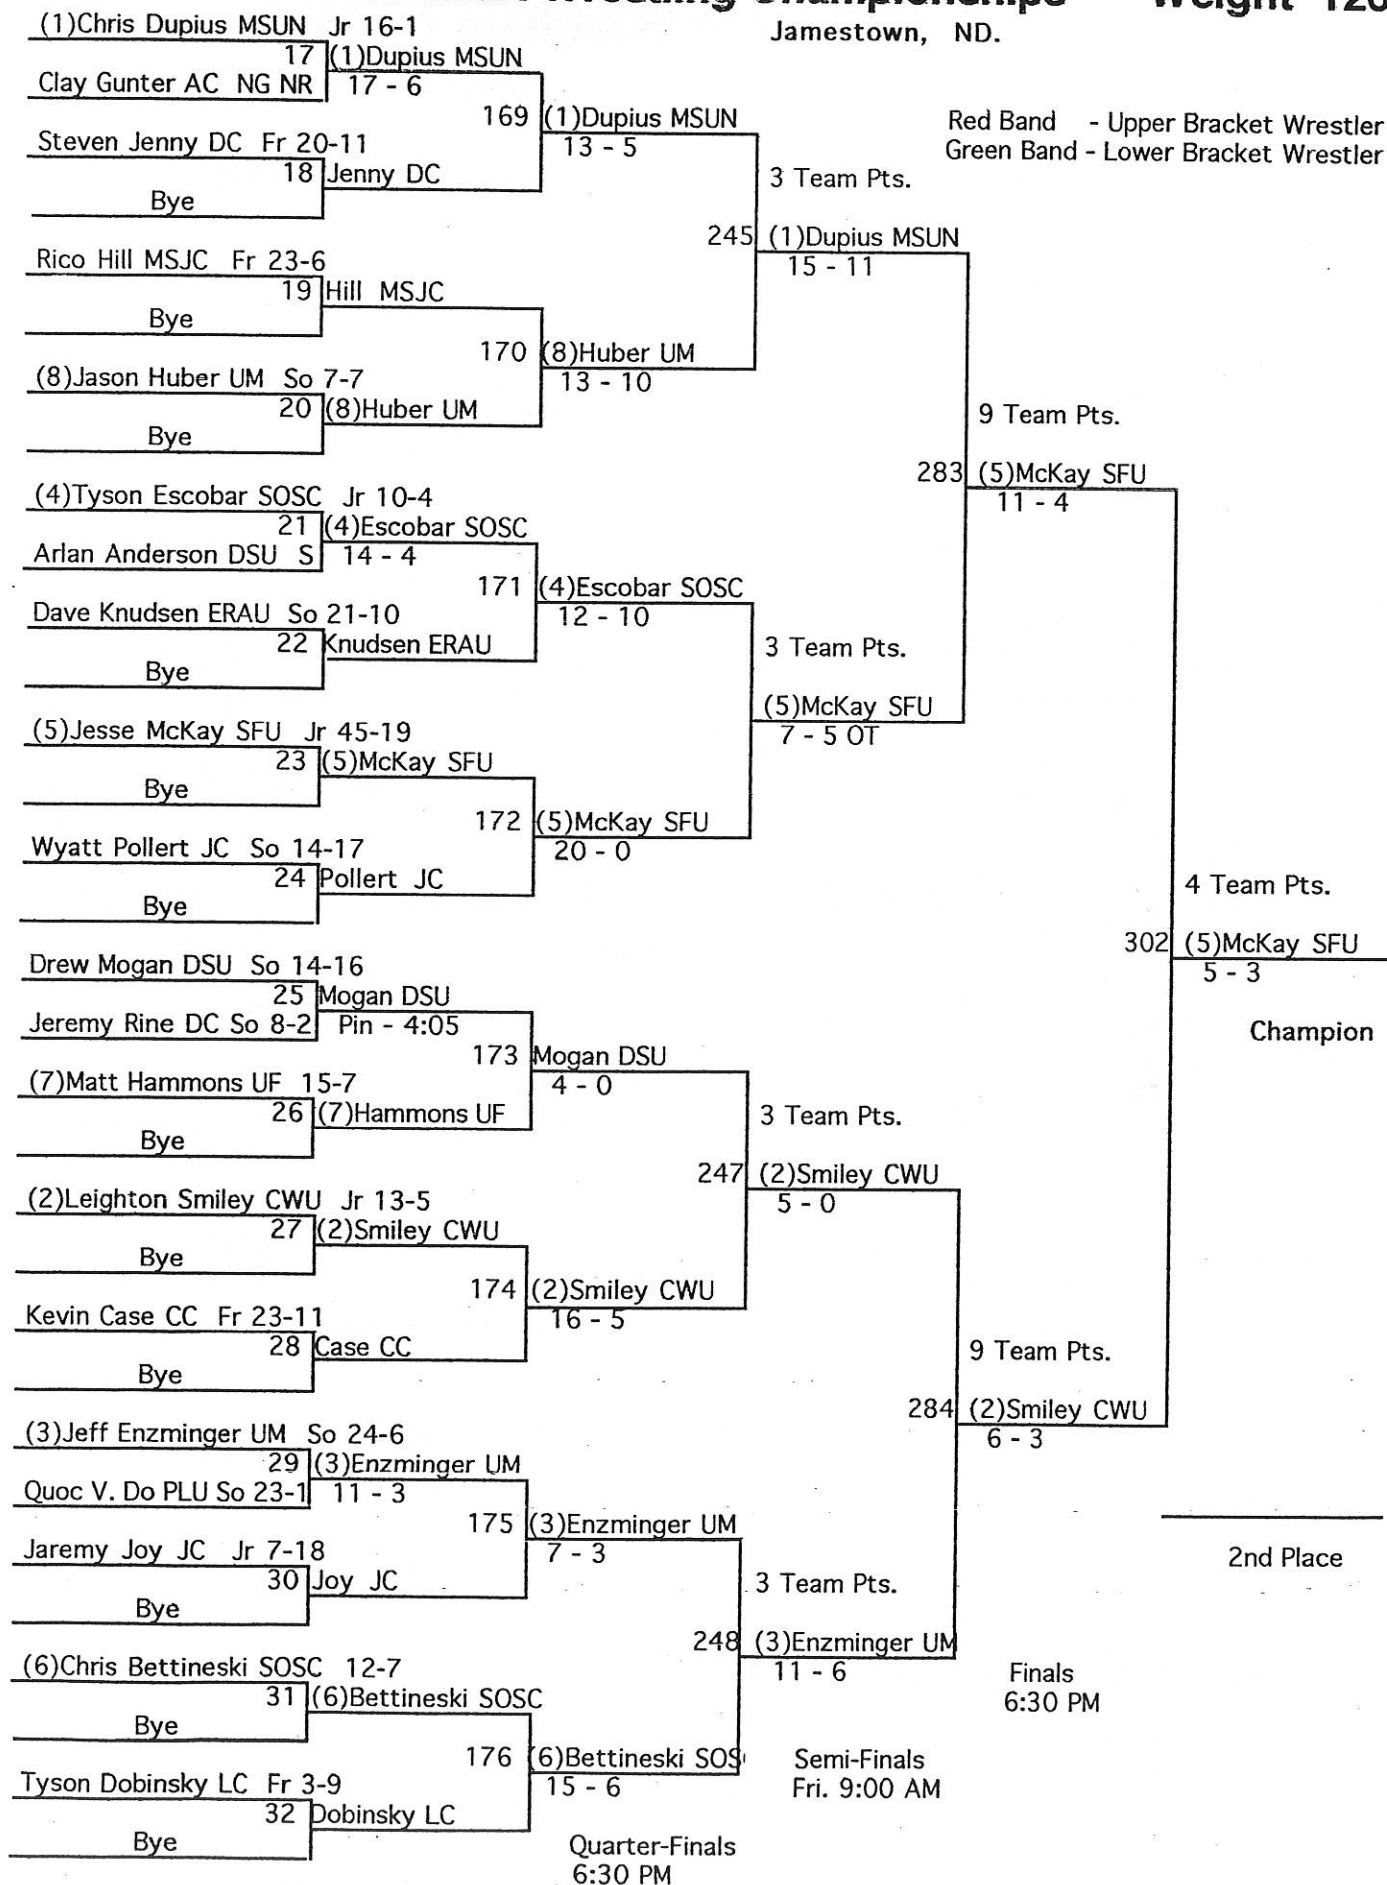 Wrestling Championships Weight 126
Jamestown, ND.
(1)Chris Dupius MSUN Jr 16-1
17 (1)Dupius MSUN
Clay Gunter AC NG NR 17 - 6
169 (1)Dupius MSUN
13 - 5
Red Band - Upper Bracket Wrestler
Green Band - Lower Bracket Wrestler
Steven Jenny DC Fr 20-11
18 Jenny DC
Bye
3 Team Pts.
245 (1)Dupius MSUN
15 - 11
Rico Hill MSJC Fr 23-6
19 Hill MSJC
Bye
170 (8)Huber UM
13 - 10
(8)Jason Huber UM So 7-7
20 (8)Huber UM
Bye
9 Team Pts.
283 (5)McKay SFU
11 - 4
(4)Tyson Escobar SOSC Jr 10-4
21 (4)Escobar SOSC
Arlan Anderson DSU S 14 - 4
171 (4)Escobar SOSC
12 - 10
Dave Knudsen ERAU So 21-10
22 Knudsen ERAU
Bye
3 Team Pts.
(5)McKay SFU
7 - 5 OT
(5)Jesse McKay SFU Jr 45-19
23 (5)McKay SFU
Bye
172 (5)McKay SFU
20 - 0
Wyatt Pollert JC So 14-17
24 Pollert JC
Bye
4 Team Pts.
302 (5)McKay SFU
5 - 3
Champion
Drew Mogan DSU So 14-16
25 Mogan DSU
Jeremy Rine DC So 8-2 Pin - 4:05
173 Mogan DSU
4 - 0
(7)Matt Hammons UF 15-7
26 (7)Hammons UF
Bye
3 Team Pts.
247 (2)Smiley CWU
5 - 0
(2)Leighton Smiley CWU Jr 13-5
27 (2)Smiley CWU
Bye
174 (2)Smiley CWU
16 - 5
Kevin Case CC Fr 23-11
28 Case CC
Bye
9 Team Pts.
284 (2)Smiley CWU
6 - 3
(3)Jeff Enzminger UM So 24-6
29 (3)Enzminger UM
Quoc V. Do PLU So 23-1 11 - 3
175 (3)Enzminger UM
7 - 3
2nd Place
Jaremy Joy JC Jr 7-18
30 Joy JC
Bye
3 Team Pts.
248 (3)Enzminger UM
11 - 6
(6)Chris Bettineski SOSC 12-7
31 (6)Bettineski SOSC
Bye
Finals
6:30 PM
176 (6)Bettineski SOS
15 - 6
Semi-Finals
Fri. 9:00 AM
Tyson Dobinsky LC Fr 3-9
32 Dobinsky LC
Bye
Quarter-Finals
6:30 PM